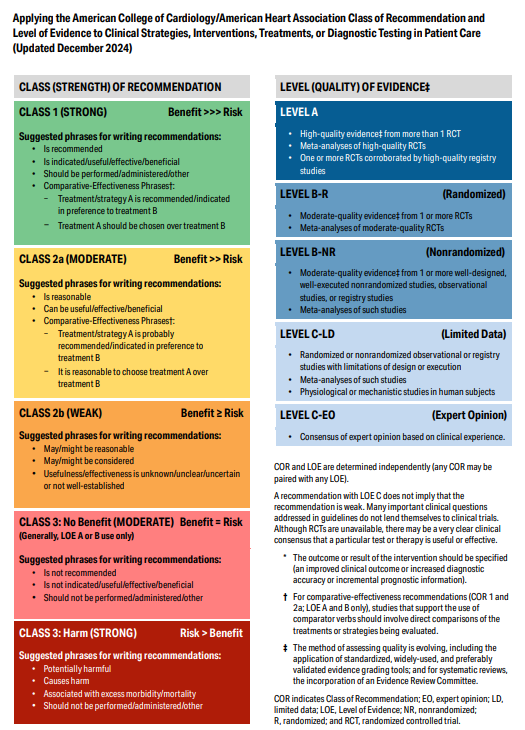 Applying the American College of Cardiology/American Heart Association Class of Recommendation and
Level of Evidence to Clinical Strategies, Interventions, Treatments, or Diagnostic Testing in Patient Care
(Updated December 2024)
CLASS (STRENGTH) OF RECOMMENDATION
CLASS 1 (STRONG) Benefit >>> Risk
Suggested phrases for writing recommendations:
• Is recommended
• Is indicated/useful/effective/beneficial
• Should be performed/administered/other
• Comparative-Effectiveness Phrases†:
– Treatment/strategy A is recommended/indicated
in preference to treatment B
– Treatment A should be chosen over treatment B
CLASS 2a (MODERATE) Benefit >> Risk
Suggested phrases for writing recommendations:
• Is reasonable
• Can be useful/effective/beneficial
• Comparative-Effectiveness Phrases†:
– Treatment/strategy A is probably
recommended/indicated in preference to
treatment B
– It is reasonable to choose treatment A over
treatment B
CLASS 2b (WEAK) Benefit ≥ Risk
Suggested phrases for writing recommendations:
• May/might be reasonable
• May/might be considered
• Usefulness/effectiveness is unknown/unclear/uncertain
or not well-established
CLASS 3: No Benefit (MODERATE) Benefit = Risk
(Generally, LOE A or B use only)
Suggested phrases for writing recommendations:
• Is not recommended
• Is not indicated/useful/effective/beneficial
• Should not be performed/administered/other
CLASS 3: Harm (STRONG) Risk > Benefit
Suggested phrases for writing recommendations:
• Potentially harmful
• Causes harm
• Associated with excess morbidity/mortality
• Should not be performed/administered/other
LEVEL (QUALITY) OF EVIDENCE‡
LEVEL A
• High-quality evidence‡ from more than 1 RCT
• Meta-analyses of high-quality RCTs
• One or more RCTs corroborated by high-quality registry
studies
LEVEL B-R (Randomized)
• Moderate-quality evidence‡ from 1 or more RCTs
• Meta-analyses of moderate-quality RCTs
LEVEL B-NR (Nonrandomized)
• Moderate-quality evidence‡ from 1 or more well-designed,
well-executed nonrandomized studies, observational
studies, or registry studies
• Meta-analyses of such studies
LEVEL C-LD (Limited Data)
• Randomized or nonrandomized observational or registry
studies with limitations of design or execution
• Meta-analyses of such studies
• Physiological or mechanistic studies in human subjects
LEVEL C-EO (Expert Opinion)
• Consensus of expert opinion based on clinical experience.
COR and LOE are determined independently (any COR may be
paired with any LOE).
A recommendation with LOE C does not imply that the
recommendation is weak. Many important clinical questions
addressed in guidelines do not lend themselves to clinical trials.
Although RCTs are unavailable, there may be a very clear clinical
consensus that a particular test or therapy is useful or effective.
* The outcome or result of the intervention should be specified
(an improved clinical outcome or increased diagnostic
accuracy or incremental prognostic information).
† For comparative-effectiveness recommendations (COR 1 and
2a; LOE A and B only), studies that support the use of
comparator verbs should involve direct comparisons of the
treatments or strategies being evaluated.
‡ The method of assessing quality is evolving, including the
application of standardized, widely-used, and preferably
validated evidence grading tools; and for systematic reviews,
the incorporation of an Evidence Review Committee.
COR indicates Class of Recommendation; EO, expert opinion; LD,
limited data; LOE, Level of Evidence; NR, nonrandomized;
R, randomized; and RCT, randomized controlled trial.